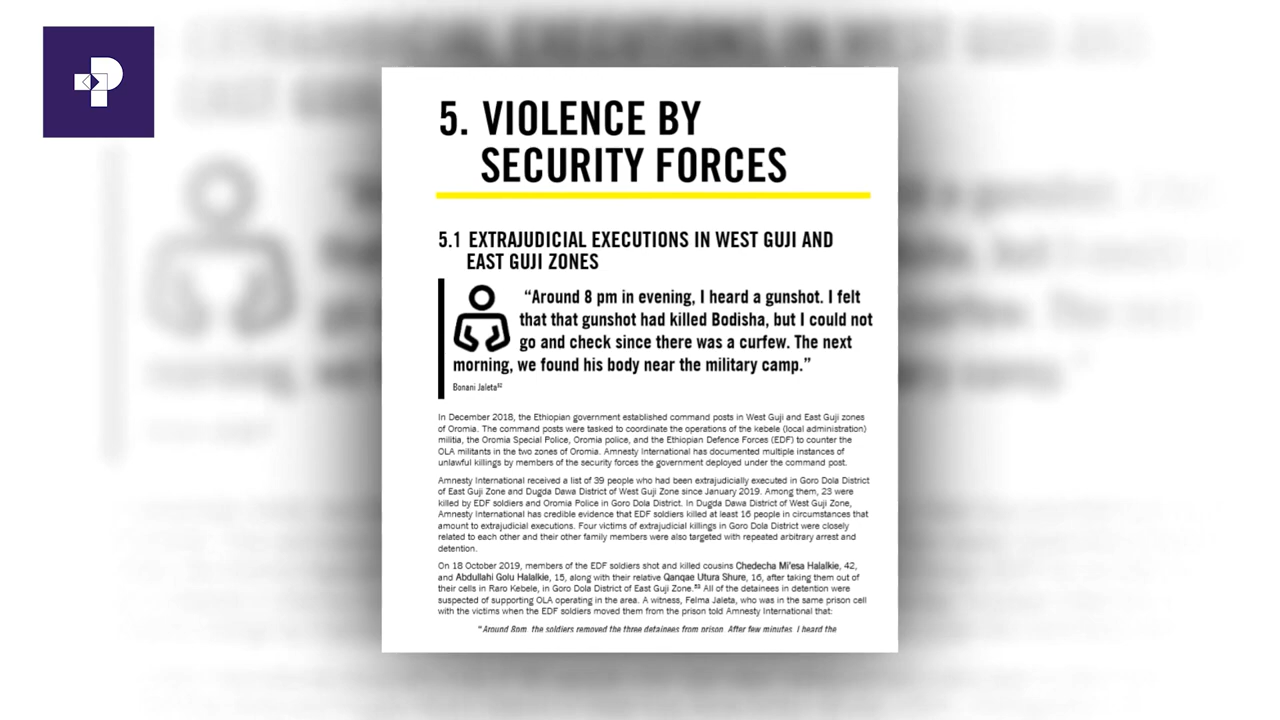 5. VIOLENCE BY
SECURITY FORCES
5.1 EXTRAJUDICIAL EXECUTIONS IN WEST GUJI AND
EAST GUJI ZONES
“Around 8 pm in evening, I heard a gunshot. I felt
that that gunshot had killed Bodisha, but I could not
go and check since there was a curfew. The next
morning, we found his body near the military camp.”
Bonani Jaleta⁵²
In December 2018, the Ethiopian government established command posts in West Guji and East Guji zones
of Oromia. The command posts were tasked to coordinate the operations of the kebele (local administration)
militia, the Oromia Special Police, Oromia police, and the Ethiopian Defence Forces (EDF) to counter the
OLA militants in the two zones of Oromia. Amnesty International has documented multiple instances of
unlawful killings by members of the security forces the government deployed under the command post.
Amnesty International received a list of 39 people who had been extrajudicially executed in Goro Dola District
of East Guji Zone and Dugda Dawa District of West Guji Zone since January 2019. Among them, 23 were
killed by EDF soldiers and Oromia Police in Goro Dola District. In Dugda Dawa District of West Guji Zone,
Amnesty International has credible evidence that EDF soldiers killed at least 16 people in circumstances that
amount to extrajudicial executions. Four victims of extrajudicial killings in Goro Dola District were closely
related to each other and their other family members were also targeted with repeated arbitrary arrest and
detention.
On 18 October 2019, members of the EDF soldiers shot and killed cousins Chedecha Mi'esa Halalkie, 42,
and Abdullahi Golu Halalkie, 15, along with their relative Qanqae Utura Shure, 16, after taking them out of
their cells in Raro Kebele, in Goro Dola District of East Guji Zone.⁵³ All of the detainees in detention were
suspected of supporting OLA operating in the area. A witness, Felma Jaleta, who was in the same prison cell
with the victims when the EDF soldiers moved them from the prison told Amnesty International that:
“Around 8pm, the soldiers removed the three detainees from prison. After few minutes, I heard the